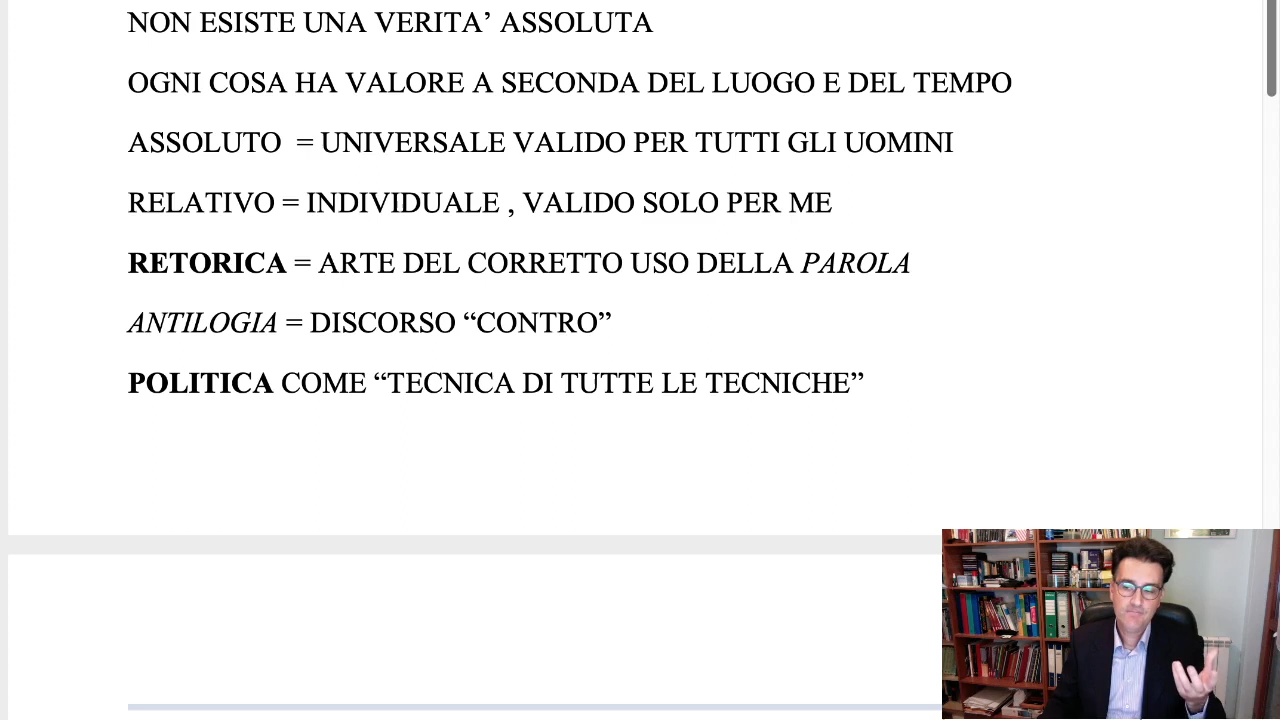 NON ESISTE UNA VERITA’ ASSOLUTA
OGNI COSA HA VALORE A SECONDA DEL LUOGO E DEL TEMPO
ASSOLUTO = UNIVERSALE VALIDO PER TUTTI GLI UOMINI
RELATIVO = INDIVIDUALE , VALIDO SOLO PER ME
RETORICA = ARTE DEL CORRETTO USO DELLA PAROLA
ANTILOGIA = DISCORSO “CONTRO”
POLITICA COME “TECNICA DI TUTTE LE TECNICHE”